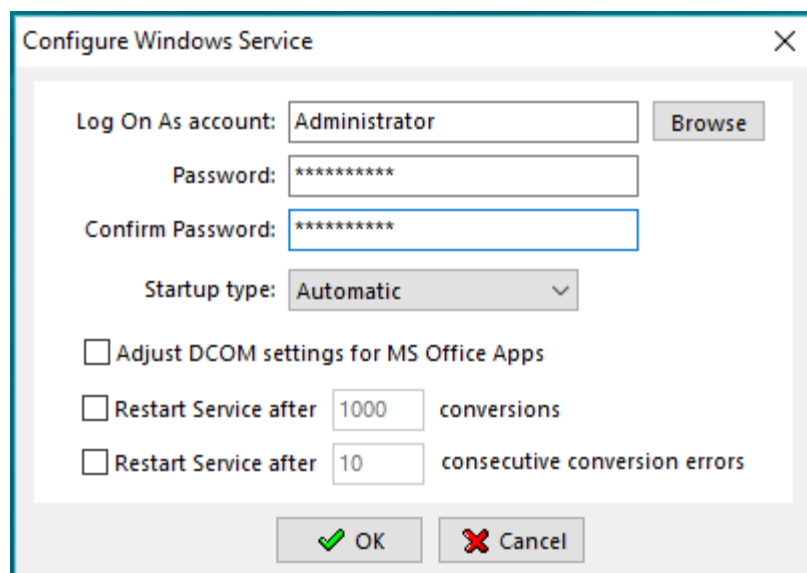 Configure Windows Service
Log On As account: Administrator Browse
Password: **********
Confirm Password: **********
Startup type: Automatic
Adjust DCOM settings for MS Office Apps
Restart Service after 1000 conversions
Restart Service after 10 consecutive conversion errors
OK Cancel